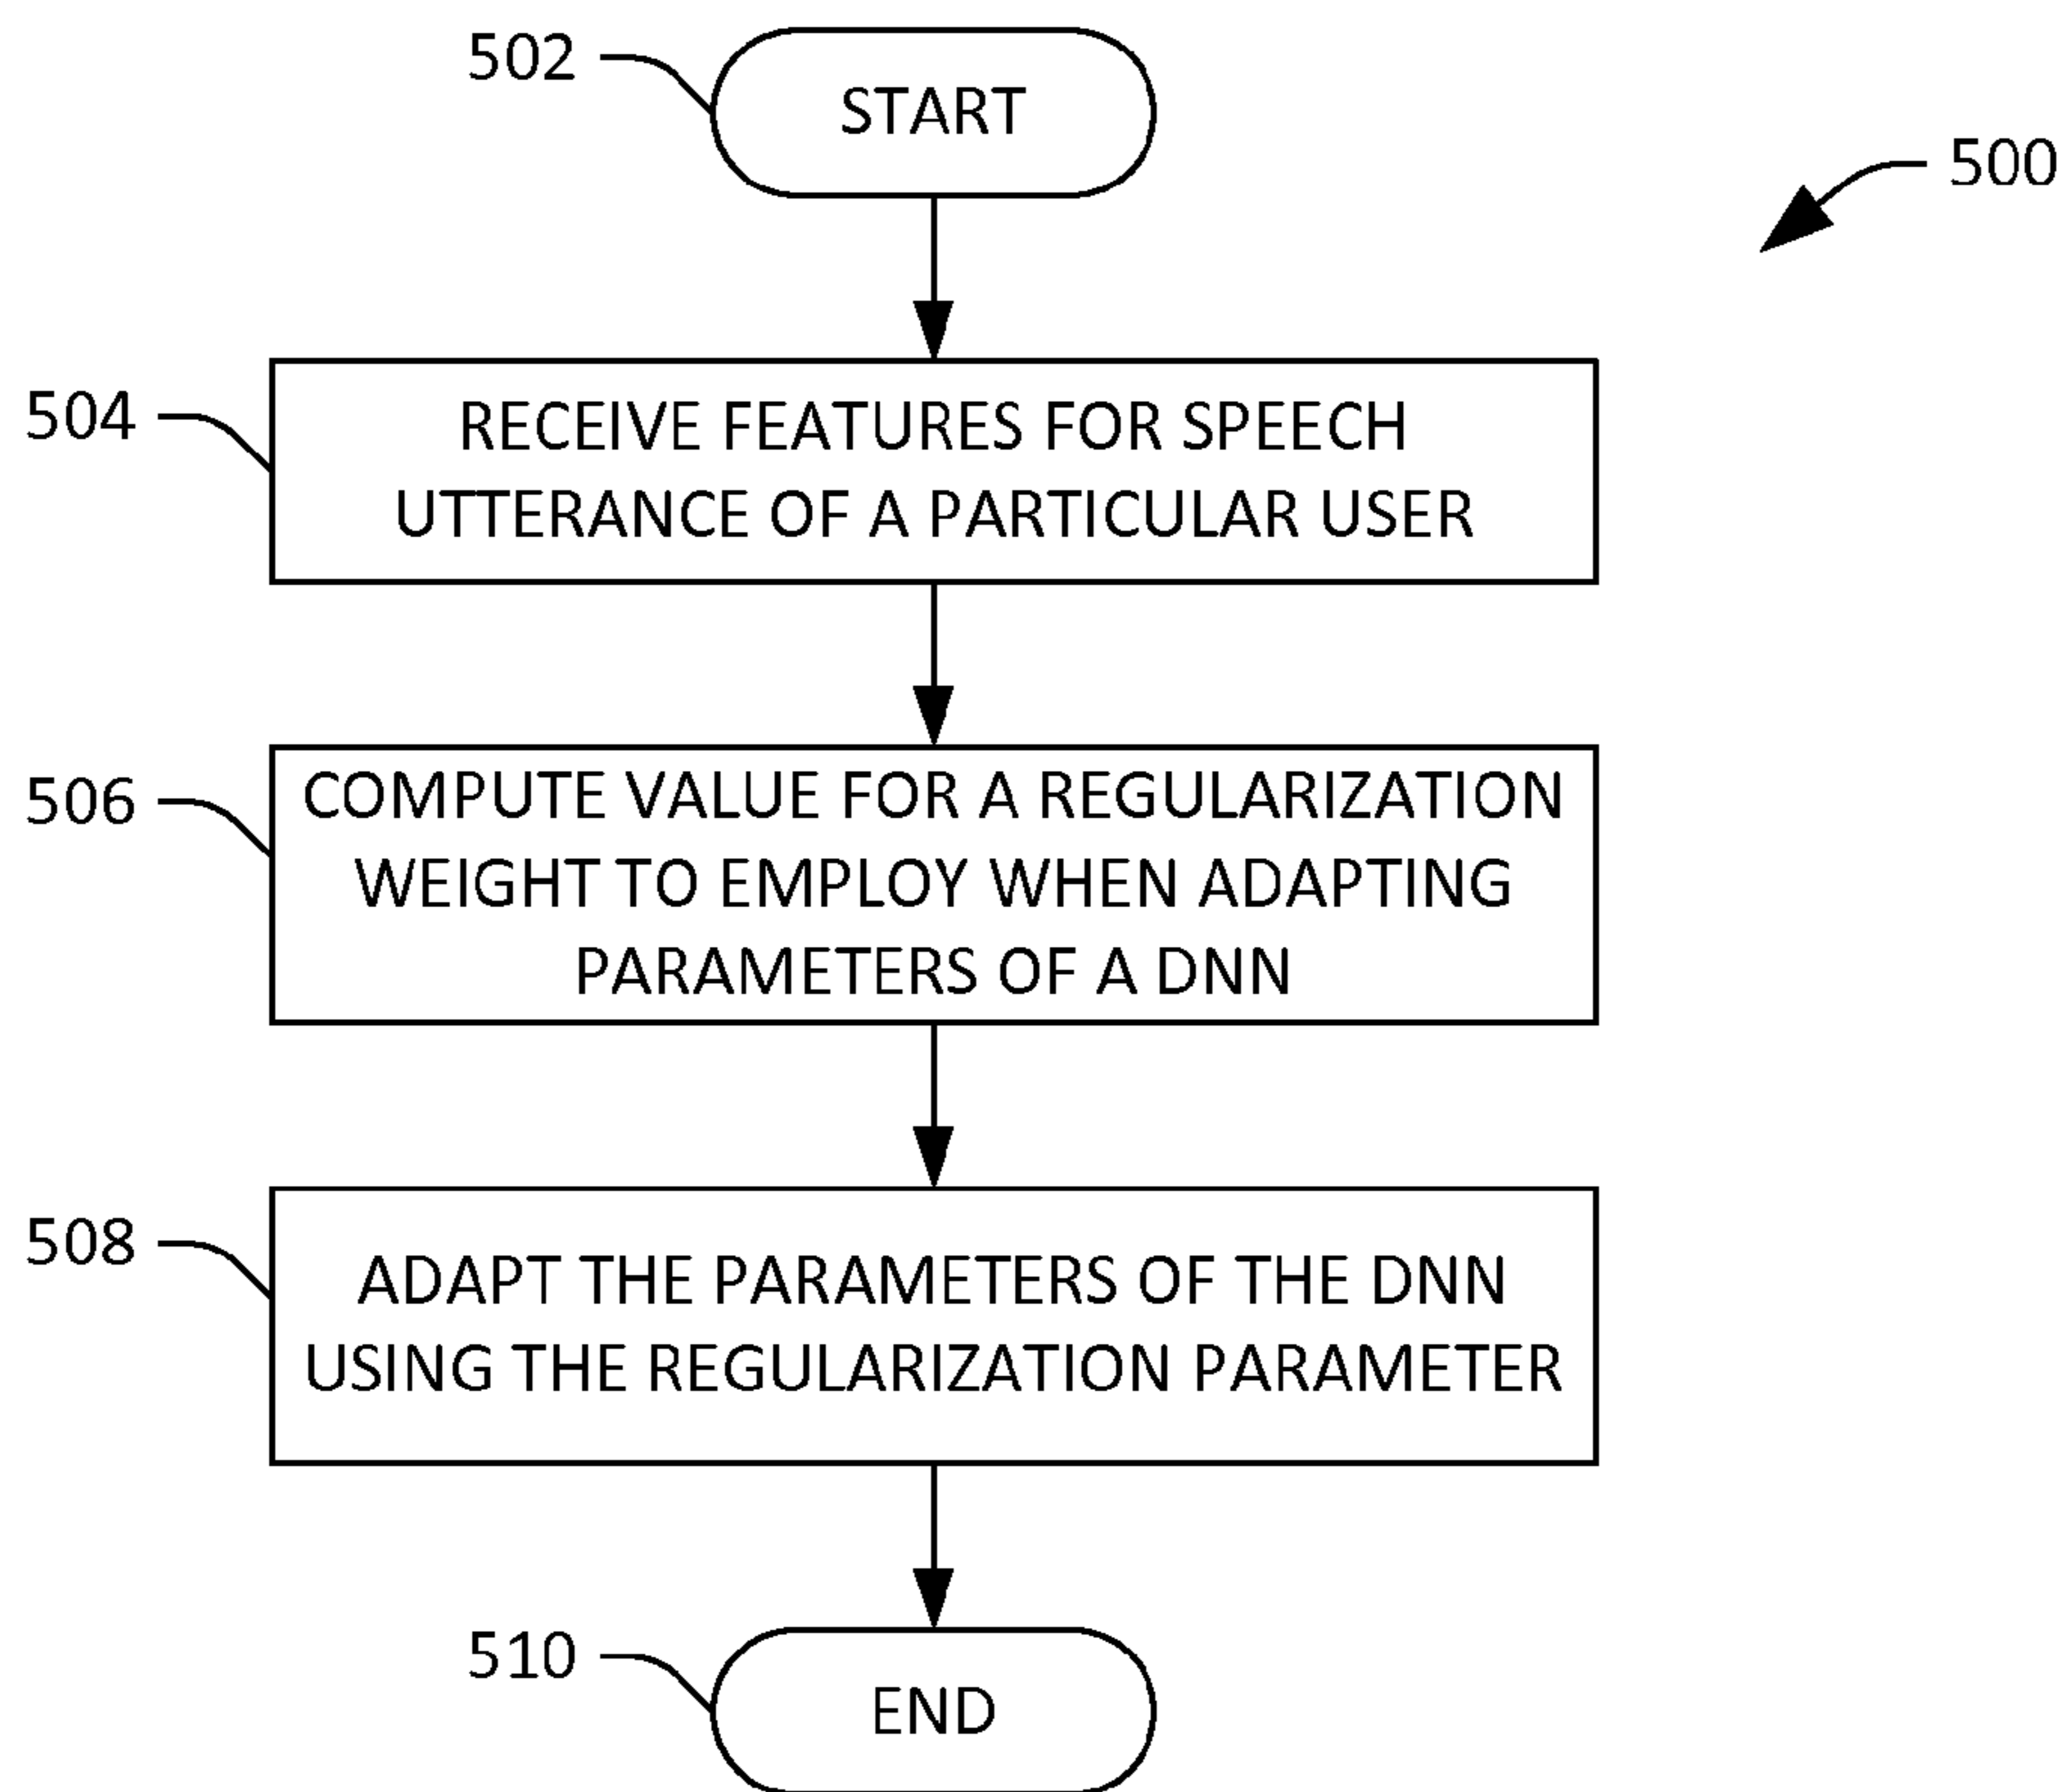 502
START
500
504
RECEIVE FEATURES FOR SPEECH
UTTERANCE OF A PARTICULAR USER
506
COMPUTE VALUE FOR A REGULARIZATION
WEIGHT TO EMPLOY WHEN ADAPTING
PARAMETERS OF A DNN
508
ADAPT THE PARAMETERS OF THE DNN
USING THE REGULARIZATION PARAMETER
510
END